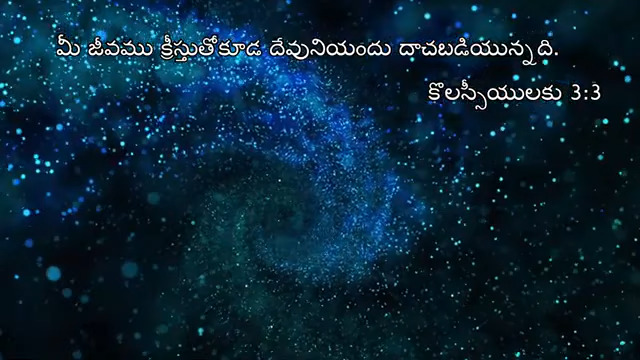 మీ జీవము క్రీస్తుతోకూడ దేవునియందు దాచబడియున్నది.
కొలస్సీయులకు 3:3